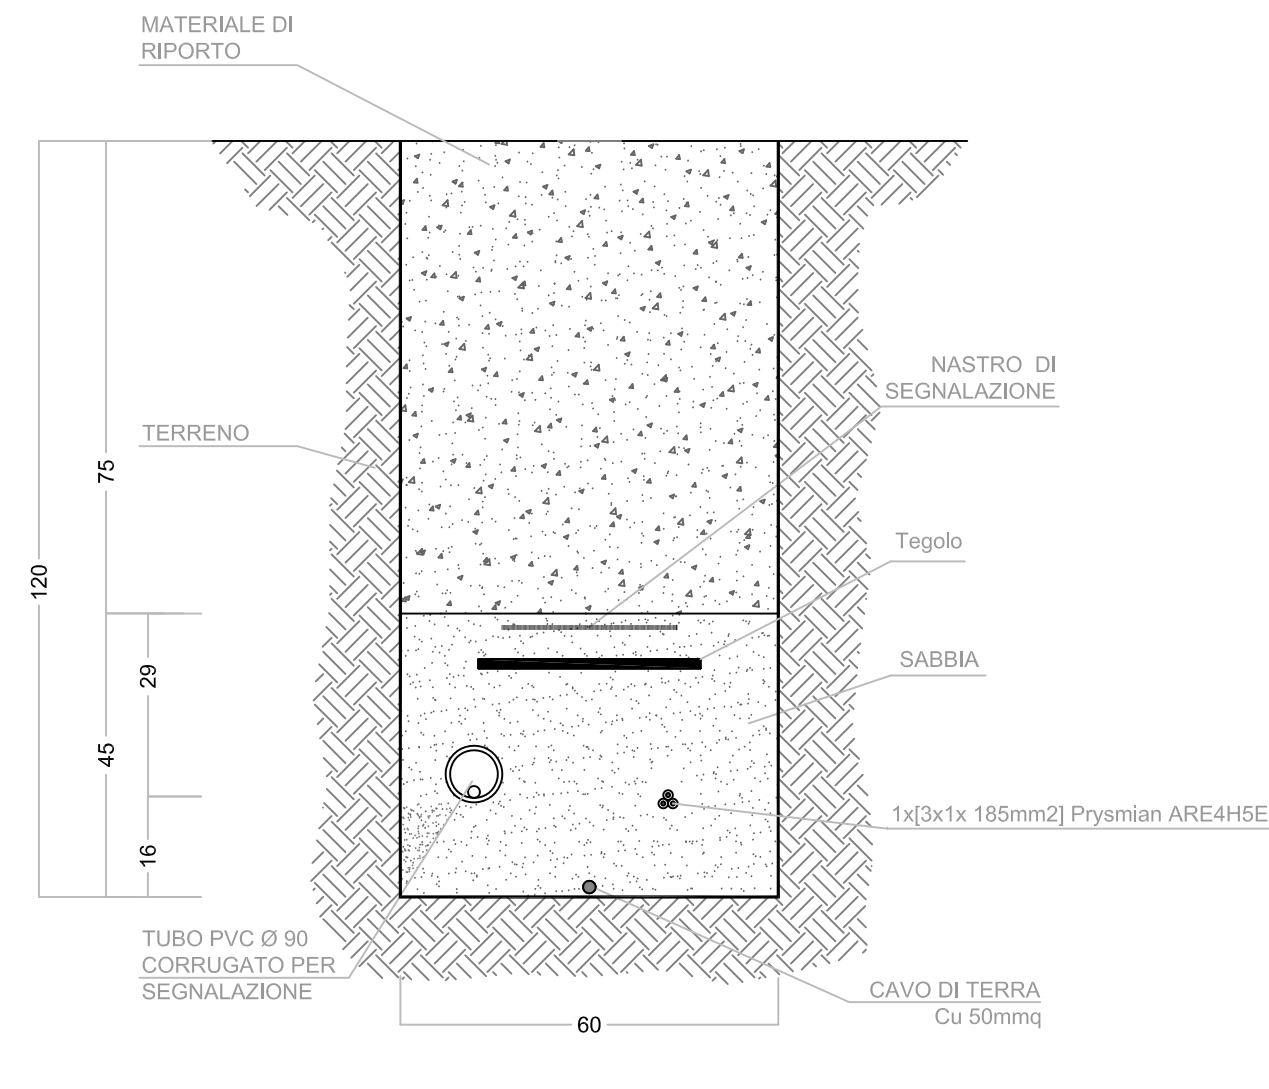 MATERIALE DI
RIPORTO
NASTRO DI
SEGNALAZIONE
TERRENO
75
Tegolo
120
SABBIA
29
45
1x[3x1x 185mm2] Prysmian ARE4H5E
16
TUBO PVC Ø 90
CORRUGATO PER
SEGNALAZIONE
CAVO DI TERRA
Cu 50mmq
60